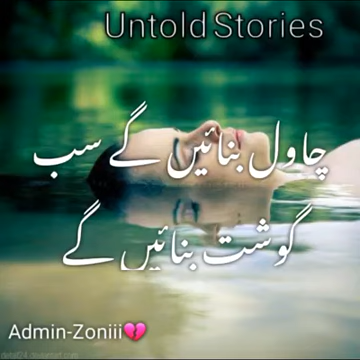 Untold Stories
چاول بنائیں گے سب
گوشت بنائیں گے
Admin-Zoniii💔